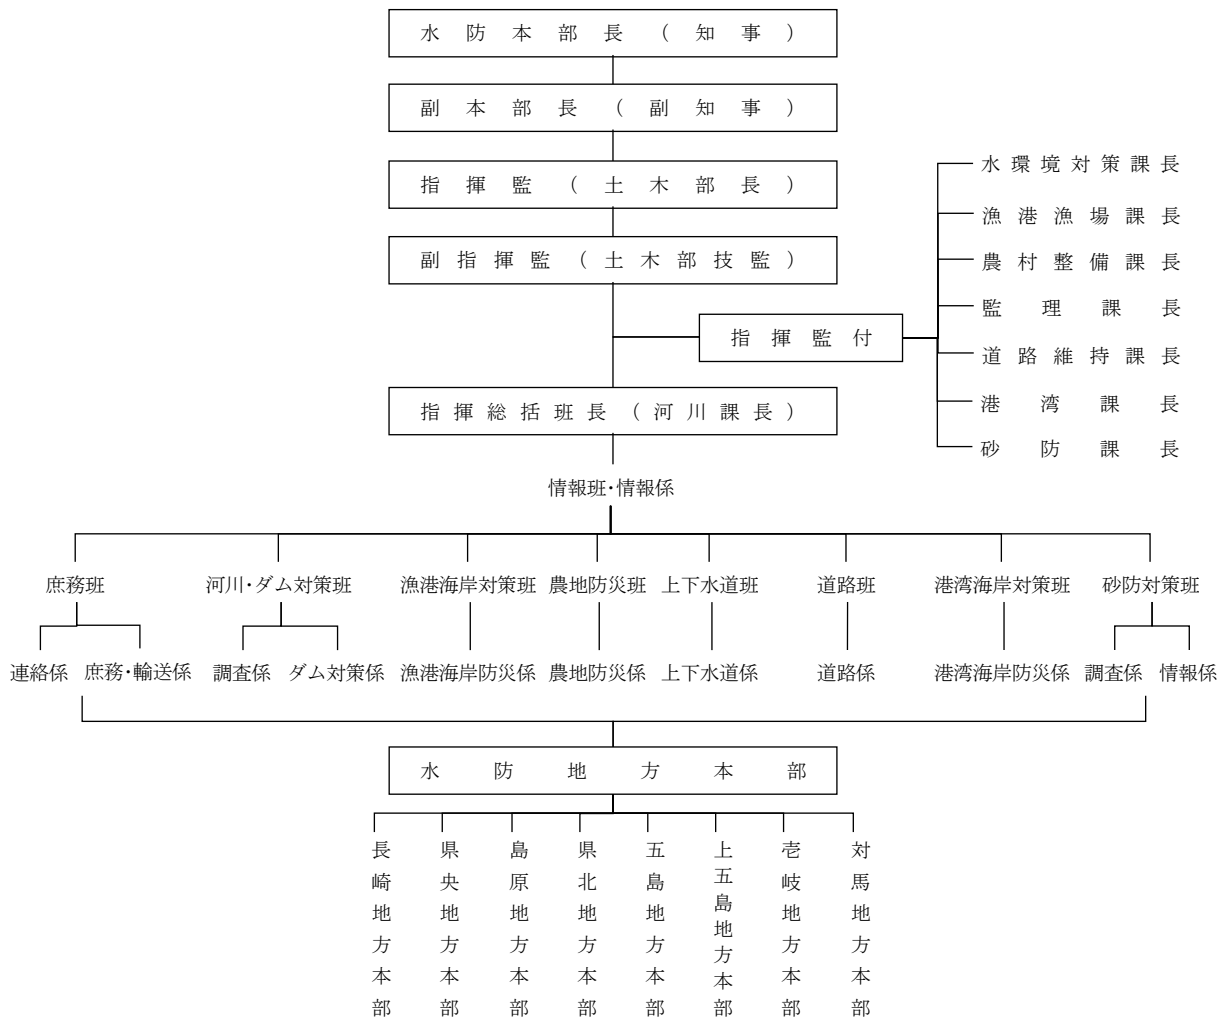 水防本部長(知事)
副本部長(副知事)
指揮監(土木部長)
副指揮監(土木部技監)
指揮監付
水環境対策課長
漁港漁場課長
農村整備課長
監理課長
道路維持課長
港湾課長
砂防課長
指揮総括班長(河川課長)
情報班・情報係
庶務班 河川・ダム対策班 漁港海岸対策班 農地防災班 上下水道班 道路班 港湾海岸対策班 砂防対策班
連絡係 庶務・輸送係 調査係 ダム対策係 漁港海岸防災係 農地防災係 上下水道係 道路係 港湾海岸防災係 調査係 情報係
水防地方本部
長崎地方本部
県央地方本部
島原地方本部
県北地方本部
五島地方本部
上五島地方本部
壱岐地方本部
対馬地方本部